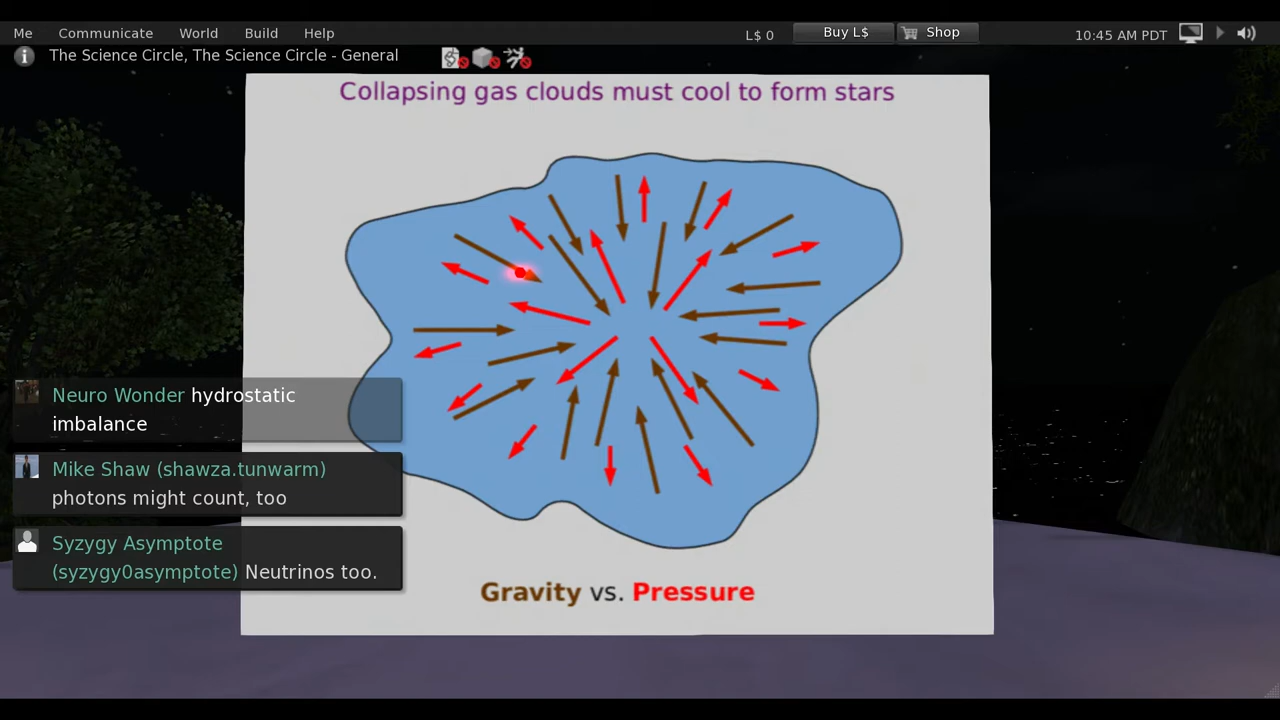 Me Communicate World Build Help L$ 0 Buy L$ Shop 10:45 AM PDT
The Science Circle, The Science Circle - General
Collapsing gas clouds must cool to form stars
Neuro Wonder hydrostatic
imbalance
Mike Shaw (shawza.tunwarm)
photons might count, too
Syzygy Asymptote
(syzygy0asymptote) Neutrinos too.
Gravity vs. Pressure